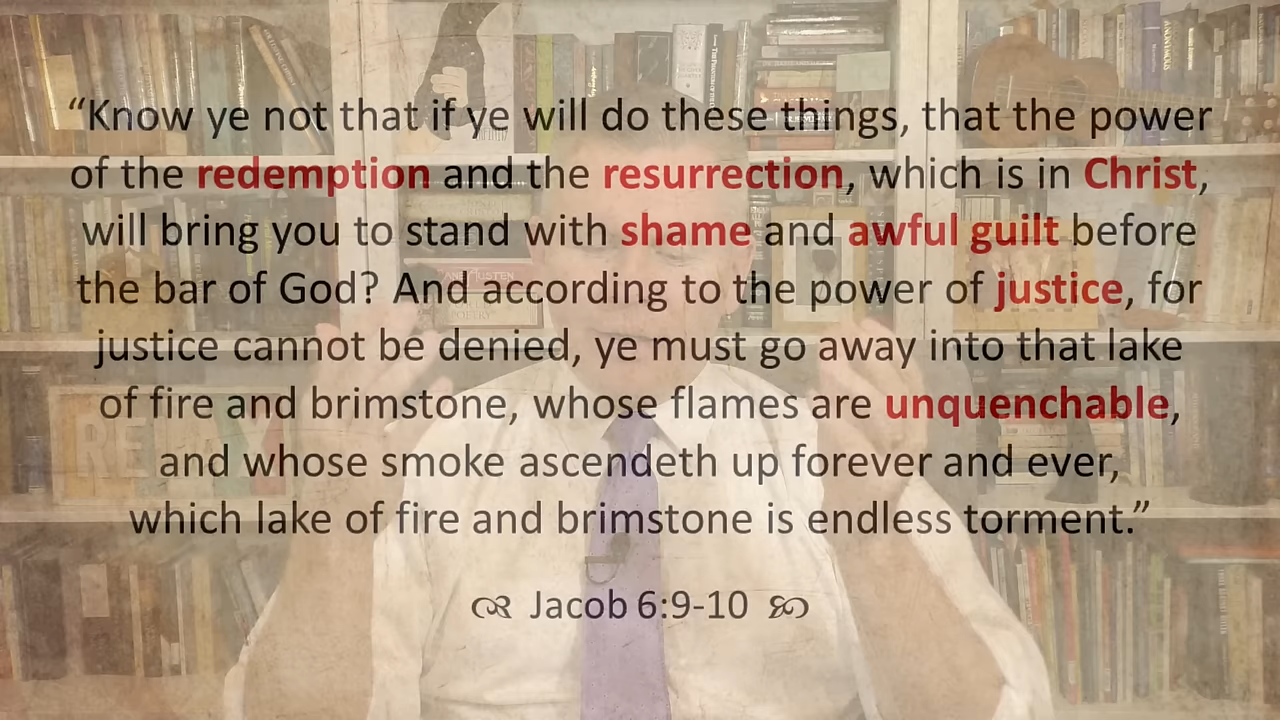 “Know ye not that if ye will do these things, that the power
of the redemption and the resurrection, which is in Christ,
will bring you to stand with shame and awful guilt before
the bar of God? And according to the power of justice, for
justice cannot be denied, ye must go away into that lake
of fire and brimstone, whose flames are unquenchable,
and whose smoke ascendeth up forever and ever,
which lake of fire and brimstone is endless torment.”
Jacob 6:9-10